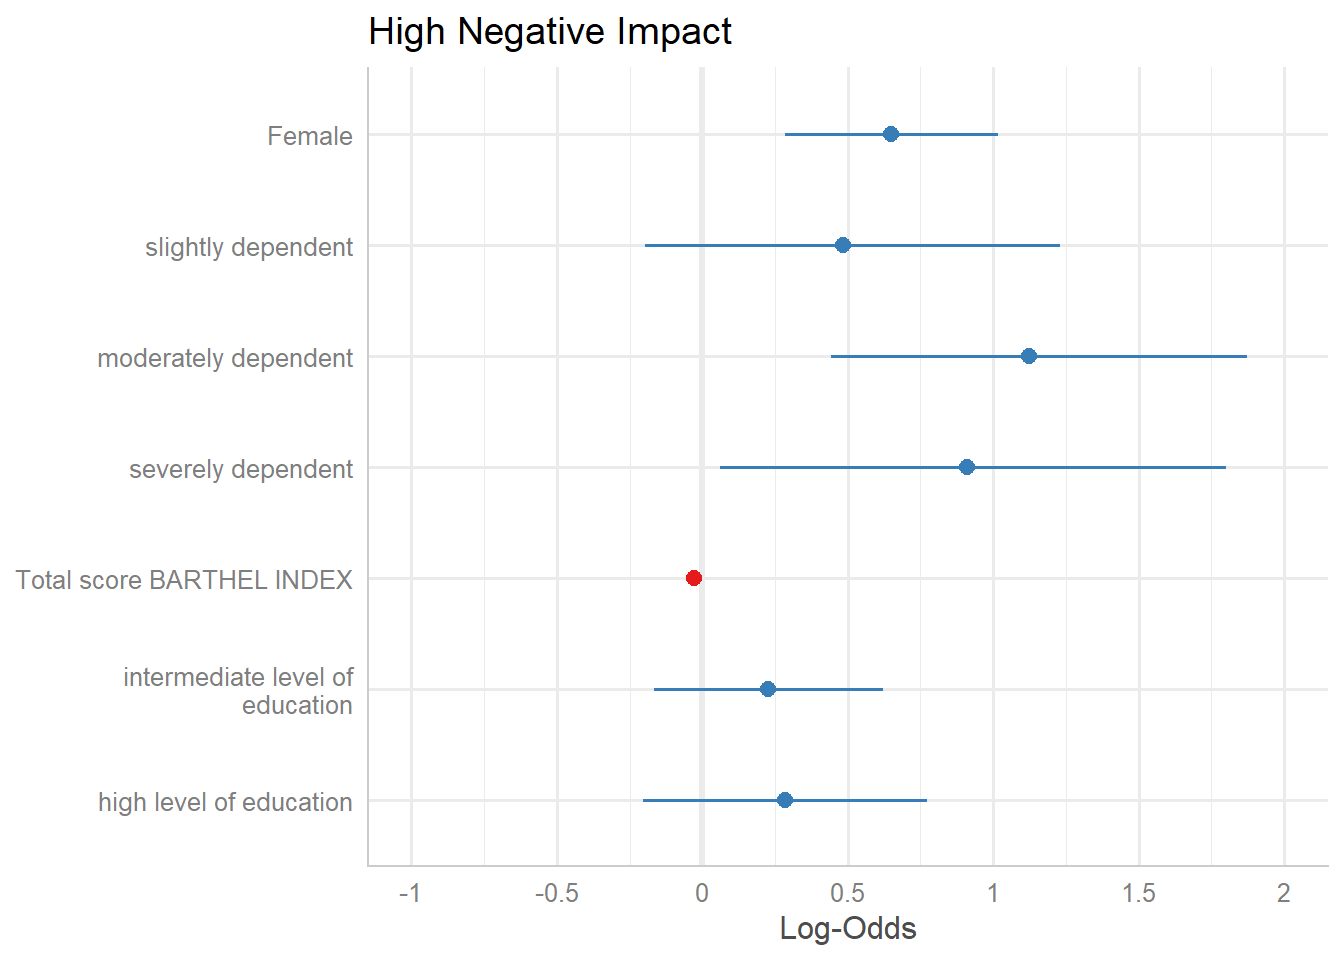 High Negative Impact
Female
slightly dependent
moderately dependent
severely dependent
Total score BARTHEL INDEX
intermediate level of
education
high level of education
-1 -0.5 0 0.5 1 1.5 2
Log-Odds